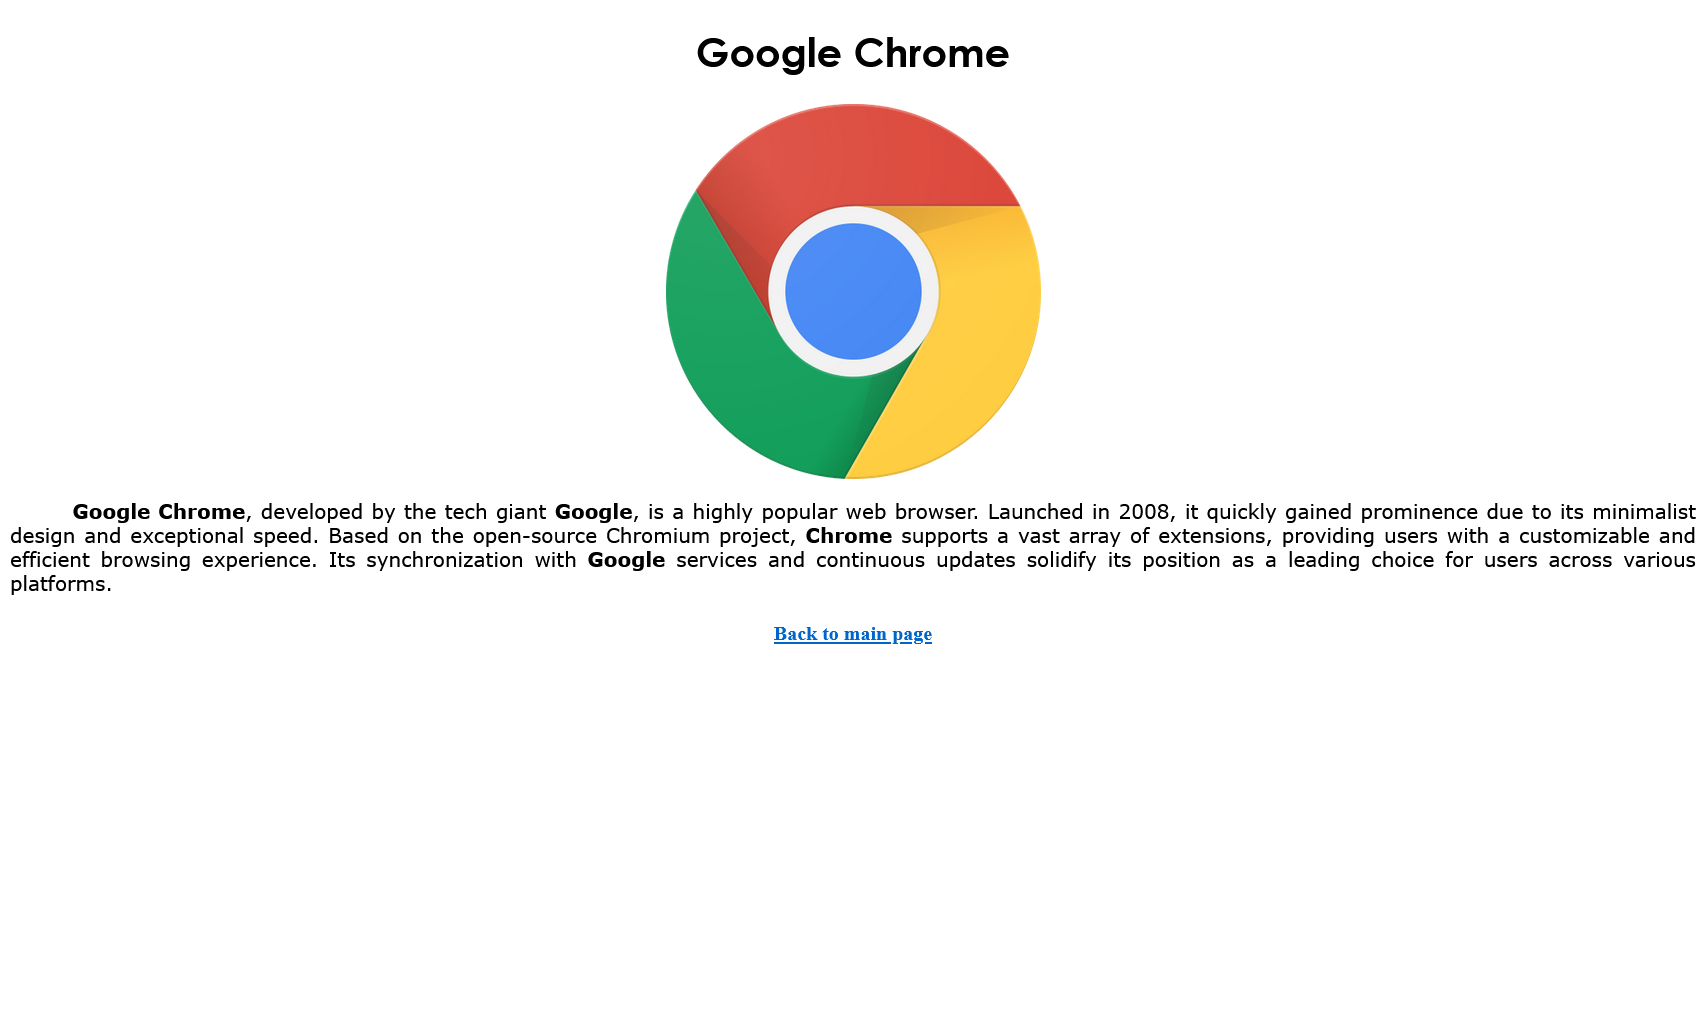 Google Chrome
Google Chrome, developed by the tech giant Google, is a highly popular web browser. Launched in 2008, it quickly gained prominence due to its minimalist
design and exceptional speed. Based on the open-source Chromium project, Chrome supports a vast array of extensions, providing users with a customizable and
efficient browsing experience. Its synchronization with Google services and continuous updates solidify its position as a leading choice for users across various
platforms.
Back to main page